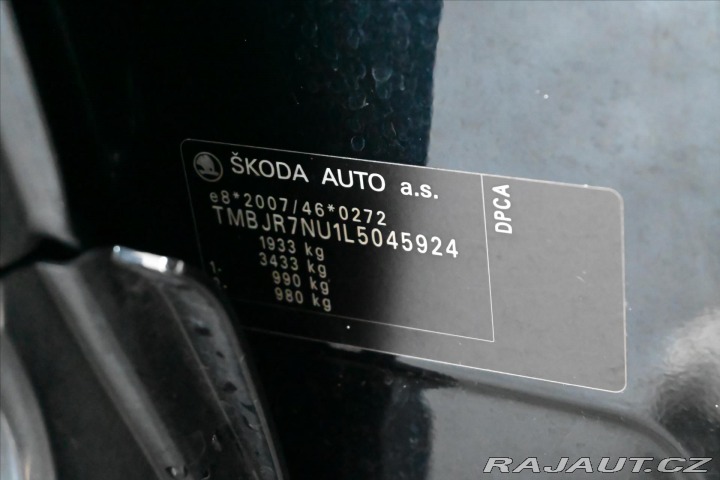 ŠKODA AUTO a.s.
e8*2007/46*0272
TMBJR7NU1L5045924
1933 kg
3433 kg
1. 990 kg
980 kg
DPCA
RAJAUT.CZ